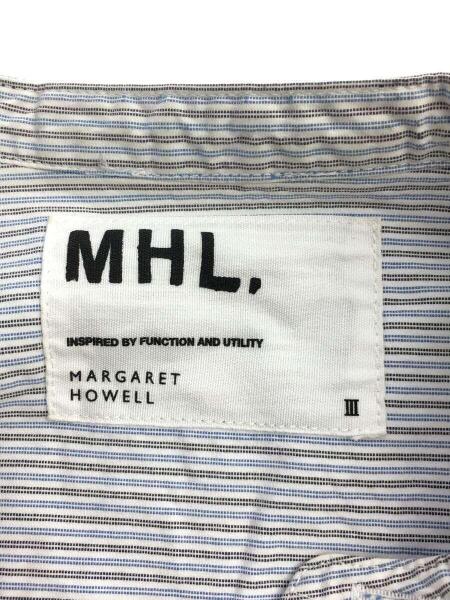 MHL,
INSPIRED BY FUNCTION AND UTILITY
MARGARET
HOWELL
III